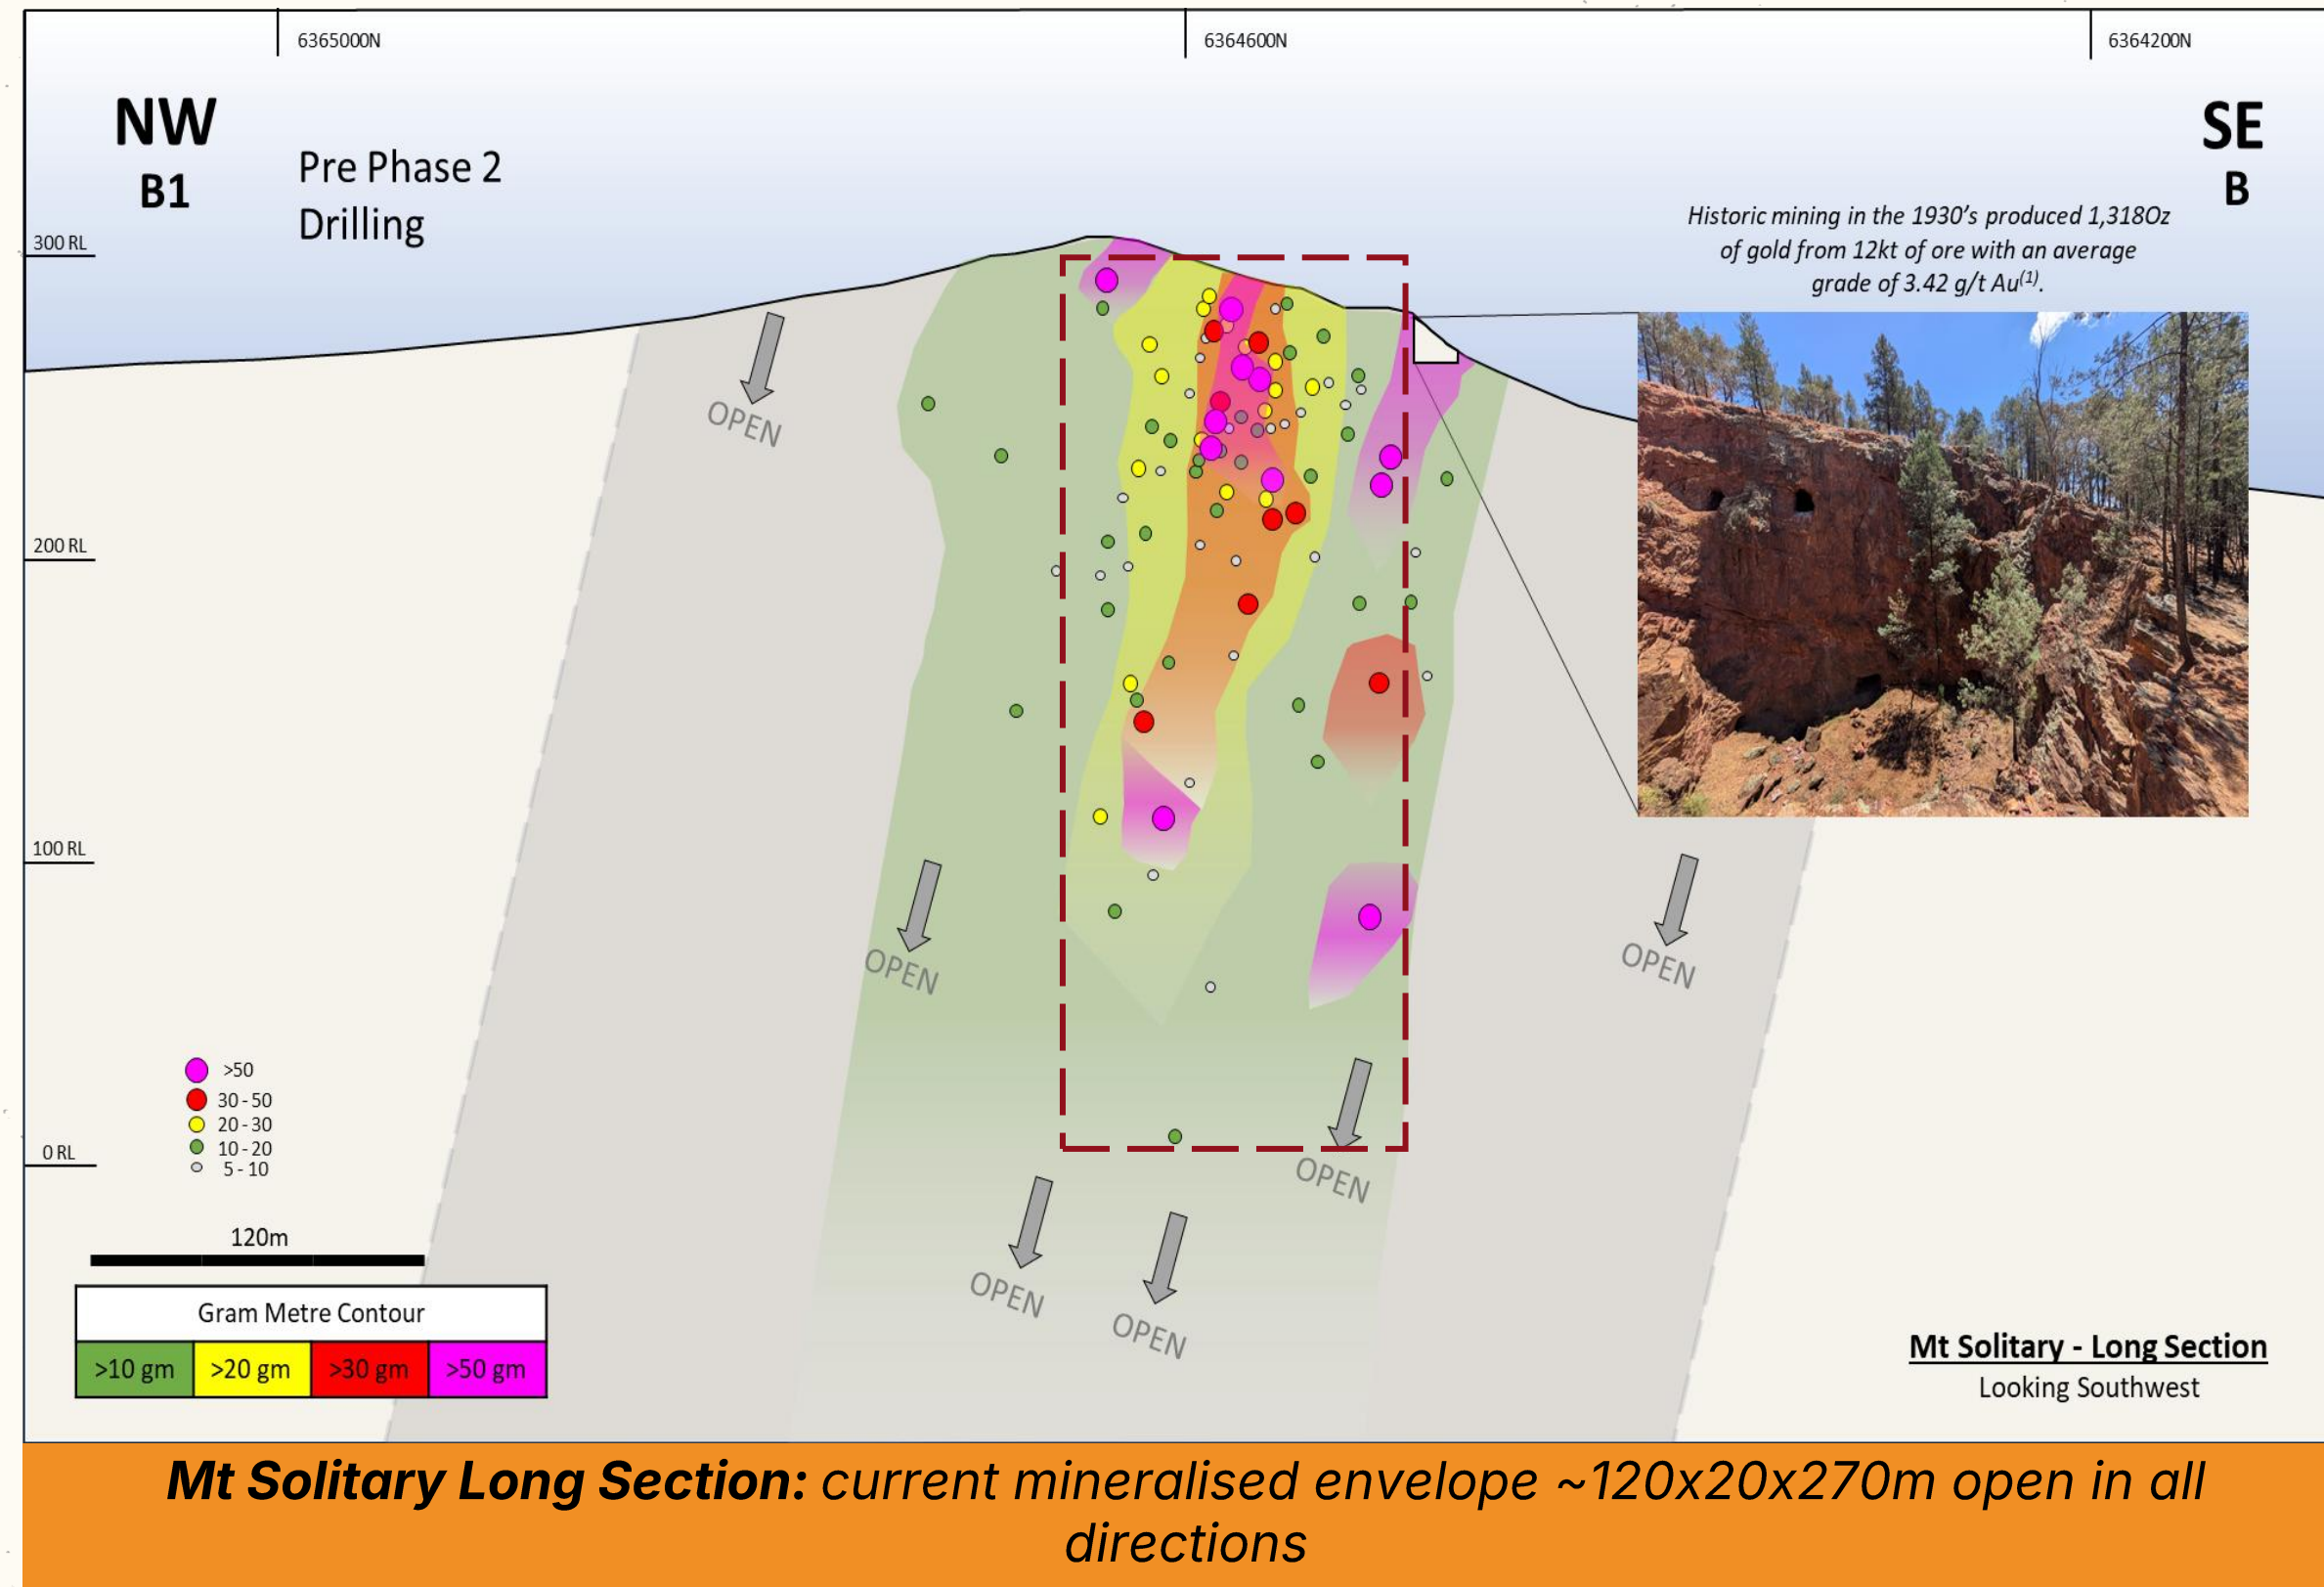 6365000N
6364600N
6364200N
NW
B1
SE
B
Pre Phase 2
Drilling
Historic mining in the 1930’s produced 1,318Oz
of gold from 12kt of ore with an average
grade of 3.42 g/t Au(1).
300 RL
200 RL
100 RL
0 RL
OPEN
OPEN
OPEN
OPEN
OPEN
OPEN
>50
30 - 50
20 - 30
10 - 20
5 - 10
120m
Gram Metre Contour
>10 gm >20 gm >30 gm >50 gm
Mt Solitary - Long Section
Looking Southwest
Mt Solitary Long Section: current mineralised envelope ~120x20x270m open in all
directions